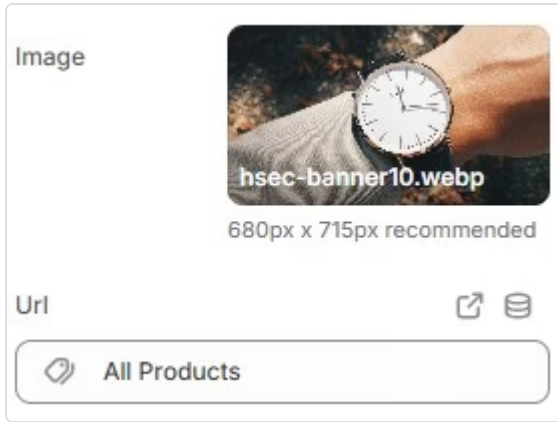 Image
hsec-banner10.webp
680px x 715px recommended
Url
All Products